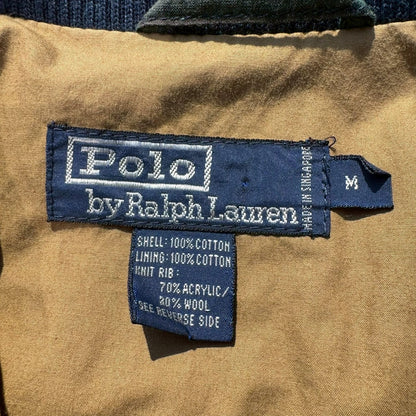 Polo
by Ralph Lauren
MADE IN SINGAPORE
M
SHELL: 100% COTTON
LINING: 100% COTTON
KNIT RIB:
70% ACRYLIC/
30% WOOL
SEE REVERSE SIDE